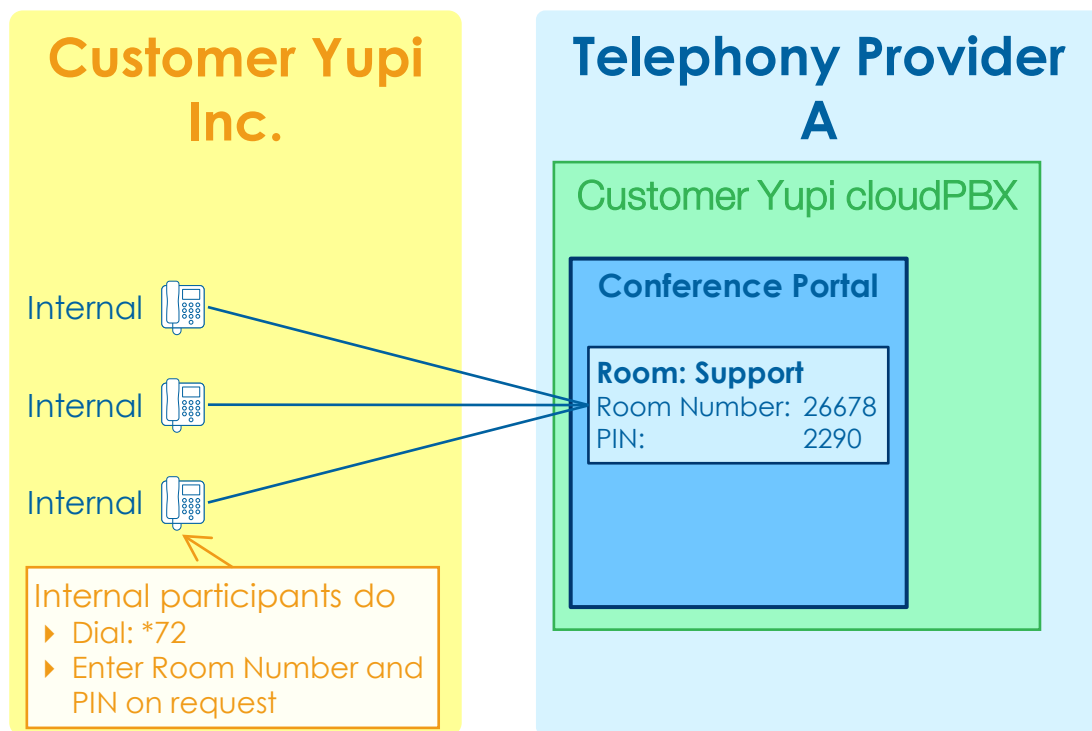 Customer Yupi
Inc.
Internal
Internal
Internal
Internal participants do
Dial: *72
Enter Room Number and
PIN on request
Telephony Provider
A
Customer Yupi cloudPBX
Conference Portal
Room: Support
Room Number: 26678
PIN: 2290